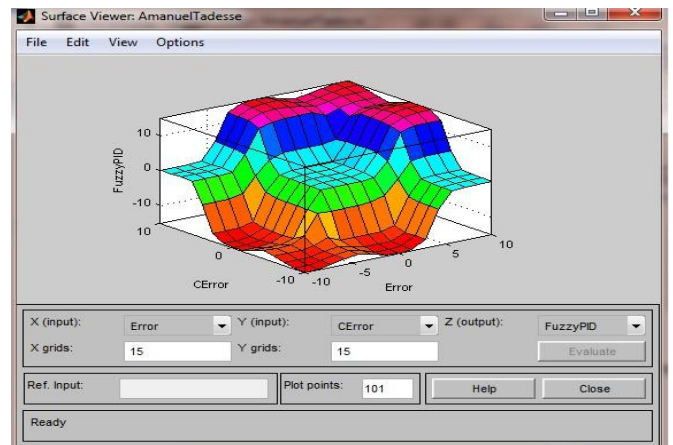 Surface Viewer: AmanuelTadesse
File Edit View Options
FuzzyPID
10
0
-10
10
0
-10
CError
-10
-5
0
5
10
Error
X (input): Error Y (input): CError Z (output): FuzzyPID
X grids: 15 Y grids: 15 Evaluate
Ref. Input: Plot points: 101 Help Close
Ready